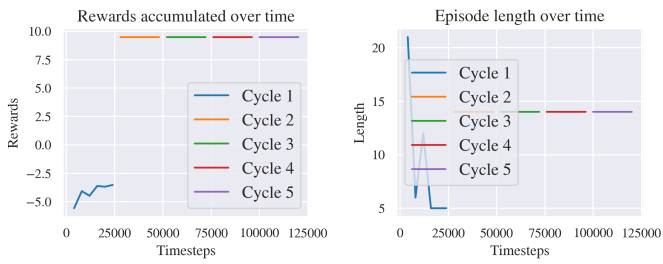 Rewards accumulated over time
10.0
7.5
5.0
2.5
0.0
−2.5
−5.0
Rewards
Cycle 1
Cycle 2
Cycle 3
Cycle 4
Cycle 5
0 25000 50000 75000 100000 125000
Timesteps
Episode length over time
20
15
10
5
Length
Cycle 1
Cycle 2
Cycle 3
Cycle 4
Cycle 5
0 25000 50000 75000 100000 125000
Timesteps